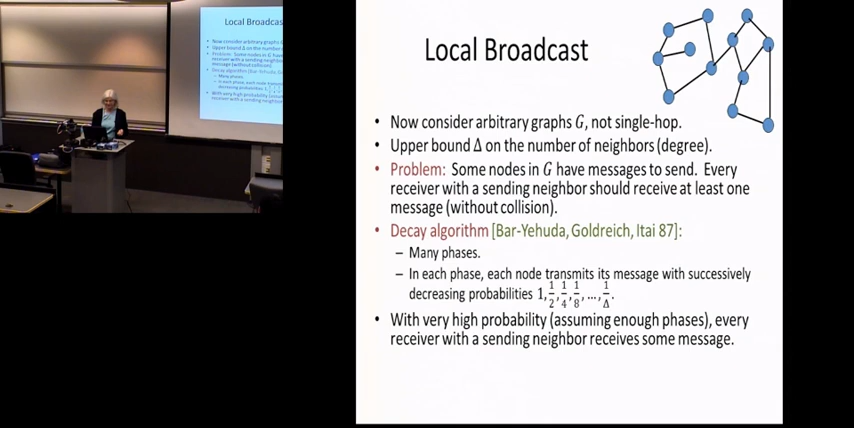 Local Broadcast
• Now consider arbitrary graphs G, not single-hop.
• Upper bound Δ on the number of neighbors (degree).
• Problem: Some nodes in G have messages to send. Every
receiver with a sending neighbor should receive at least one
message (without collision).
• Decay algorithm [Bar-Yehuda, Goldreich, Itai 87]:
– Many phases.
– In each phase, each node transmits its message with successively
decreasing probabilities 1, 1/2, 1/4, 1/8, …, 1/Δ.
• With very high probability (assuming enough phases), every
receiver with a sending neighbor receives some message.
Local Broadcast